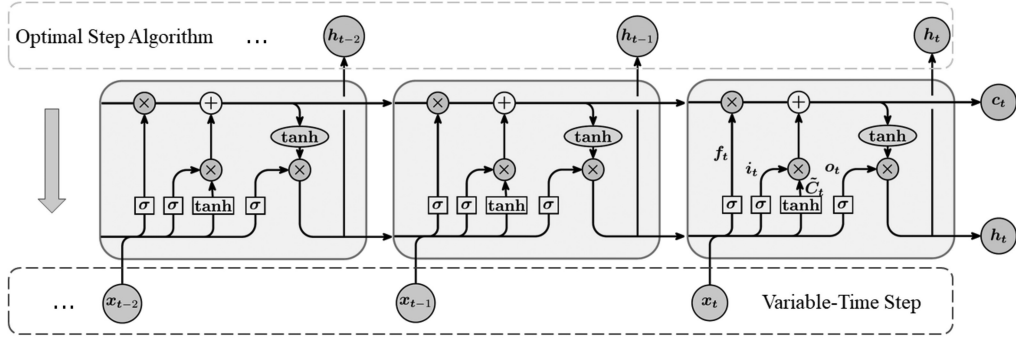 Optimal Step Algorithm ... h_{t-2} h_{t-1} h_t
× + × + × + c_t
tanh tanh tanh
f_t
× × × × i_t × o_t ×
C̃_t
σ σ tanh σ σ σ tanh σ σ σ tanh σ
h_t
... x_{t-2} x_{t-1} x_t Variable-Time Step